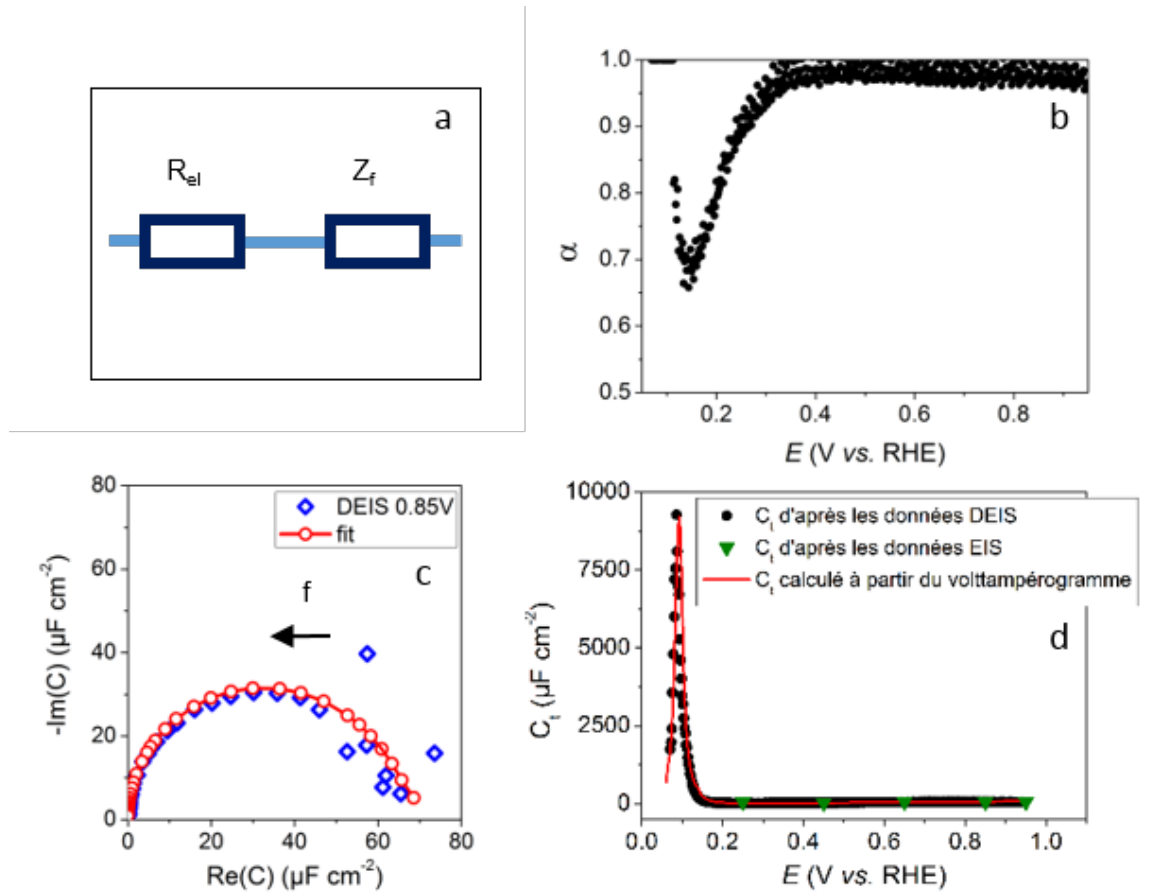 a
R_el
Z_f
1.0
0.9
0.8
0.7
0.6
0.5
α
b
0.2
0.4
0.6
0.8
E (V vs. RHE)
80
60
40
20
0
-Im(C) (µF cm⁻²)
DEIS 0.85V
fit
c
f
0
20
40
60
80
Re(C) (µF cm⁻²)
10000
7500
5000
2500
0
C_t (µF cm⁻²)
C_t d'après les données DEIS
C_t d'après les données EIS
C_t calculé à partir du volttampérogramme
d
0.0
0.2
0.4
0.6
0.8
1.0
E (V vs. RHE)